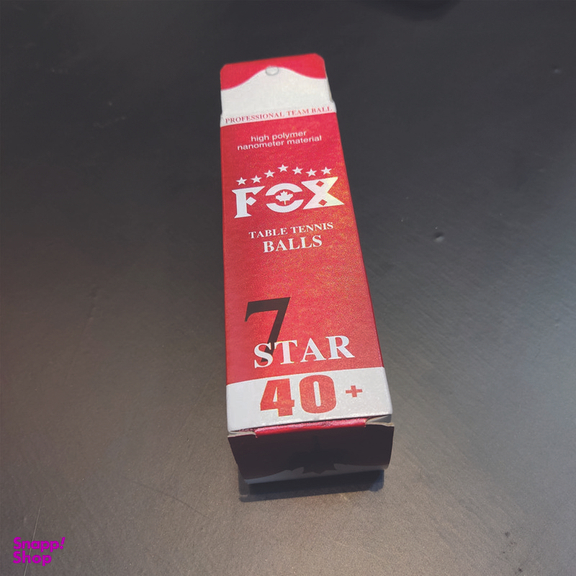 PROFESSIONAL TEAM BALL
high polymer
nanometer material
FOX
TABLE TENNIS
BALLS
7
STAR
40+
Snapp!
Shop